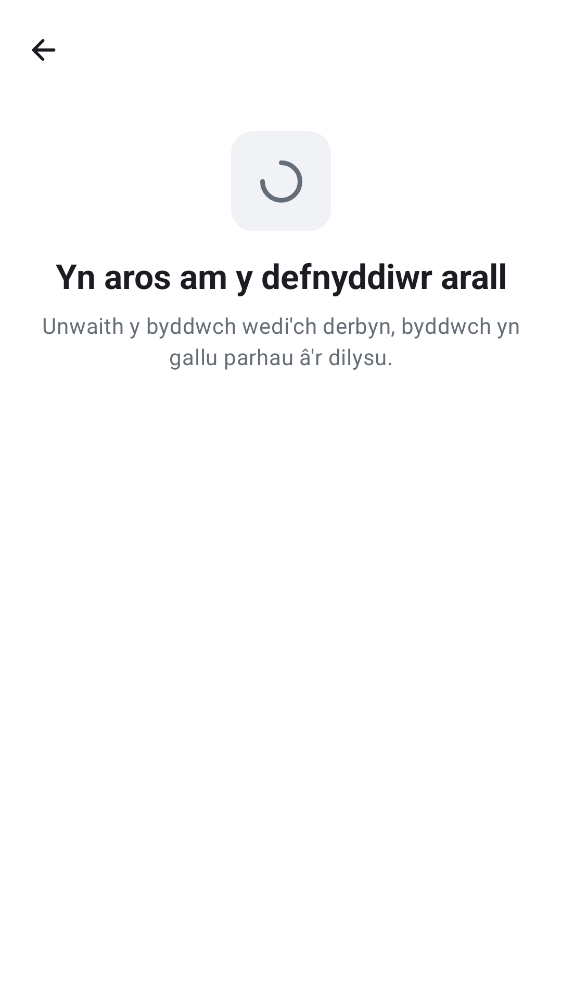 Yn aros am y defnyddiwr arall
Unwaith y byddwch wedi'ch derbyn, byddwch yn
gallu parhau â'r dilysu.